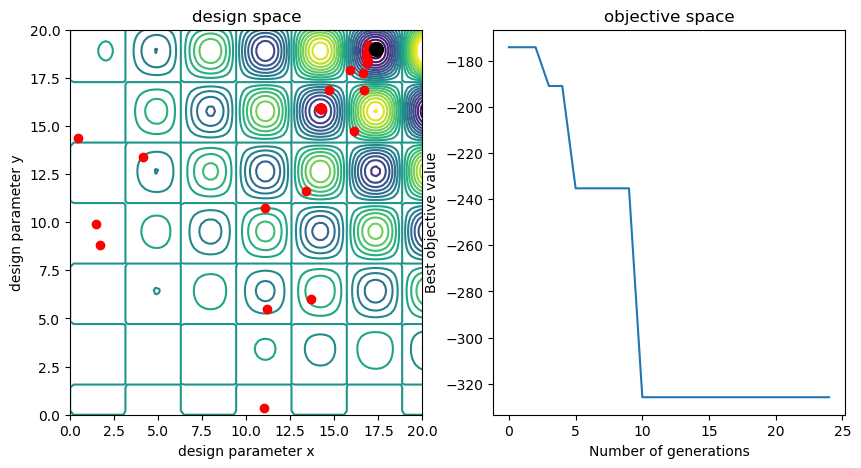 design space
design parameter y
20.0
17.5
15.0
12.5
10.0
7.5
5.0
2.5
0.0
0.0 2.5 5.0 7.5 10.0 12.5 15.0 17.5 20.0
design parameter x
objective space
Best objective value
−180
−200
−220
−240
−260
−280
−300
−320
0 5 10 15 20 25
Number of generations